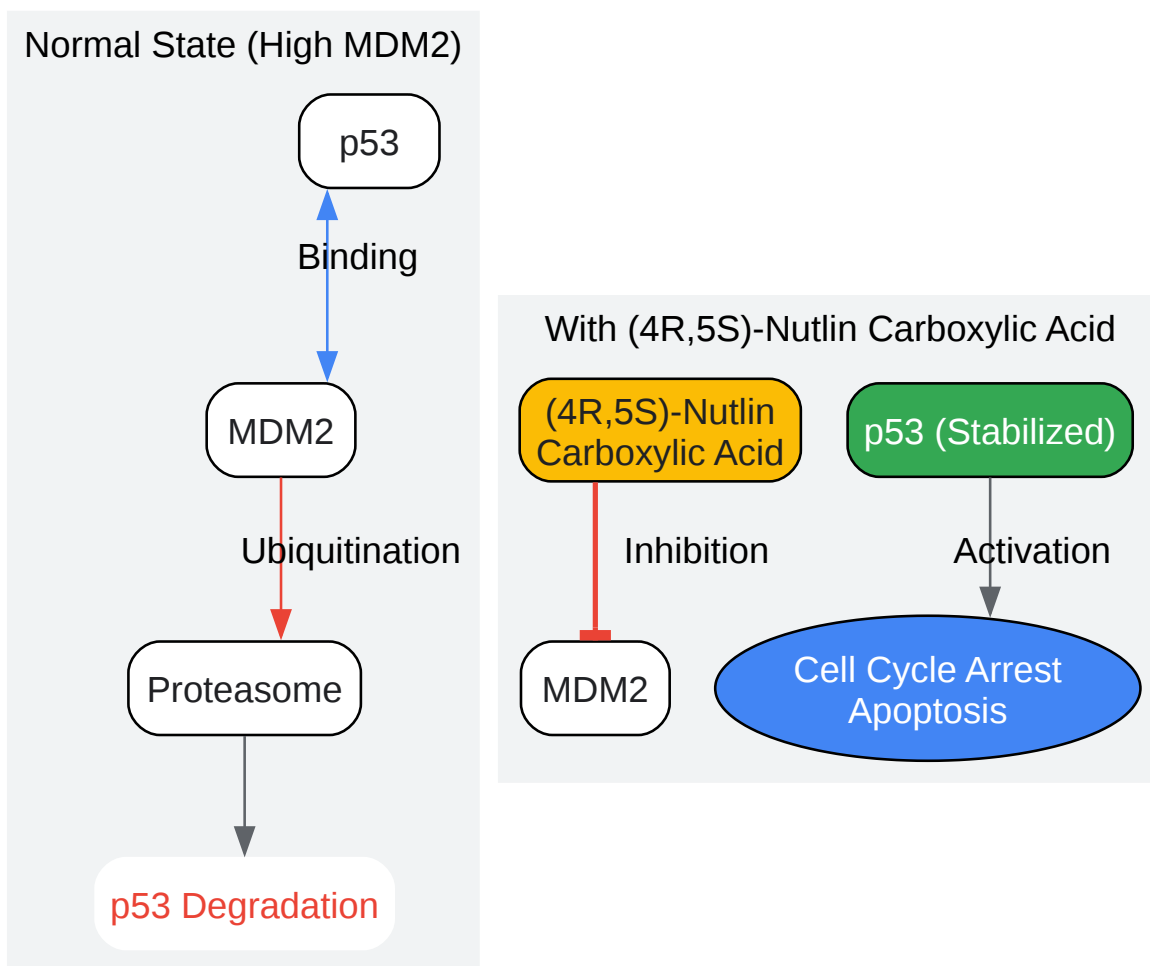 Normal State (High MDM2)
p53
Binding
MDM2
Ubiquitination
Proteasome
p53 Degradation
With (4R,5S)-Nutlin Carboxylic Acid
(4R,5S)-Nutlin
Carboxylic Acid
p53 (Stabilized)
Inhibition
Activation
MDM2
Cell Cycle Arrest
Apoptosis